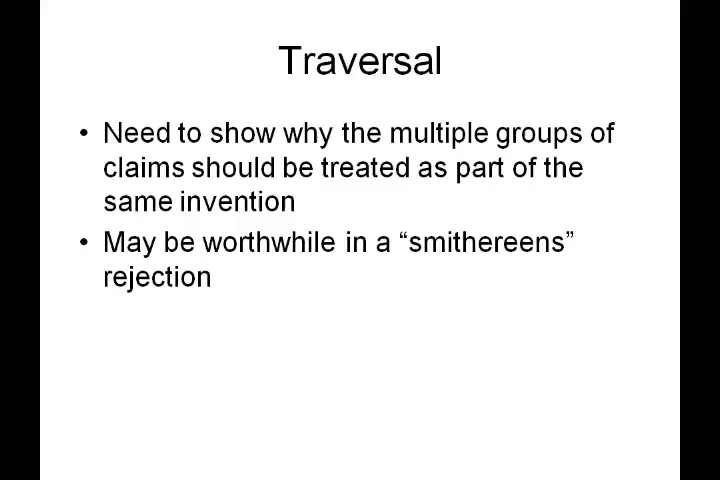 Traversal
• Need to show why the multiple groups of
claims should be treated as part of the
same invention
• May be worthwhile in a “smithereens”
rejection